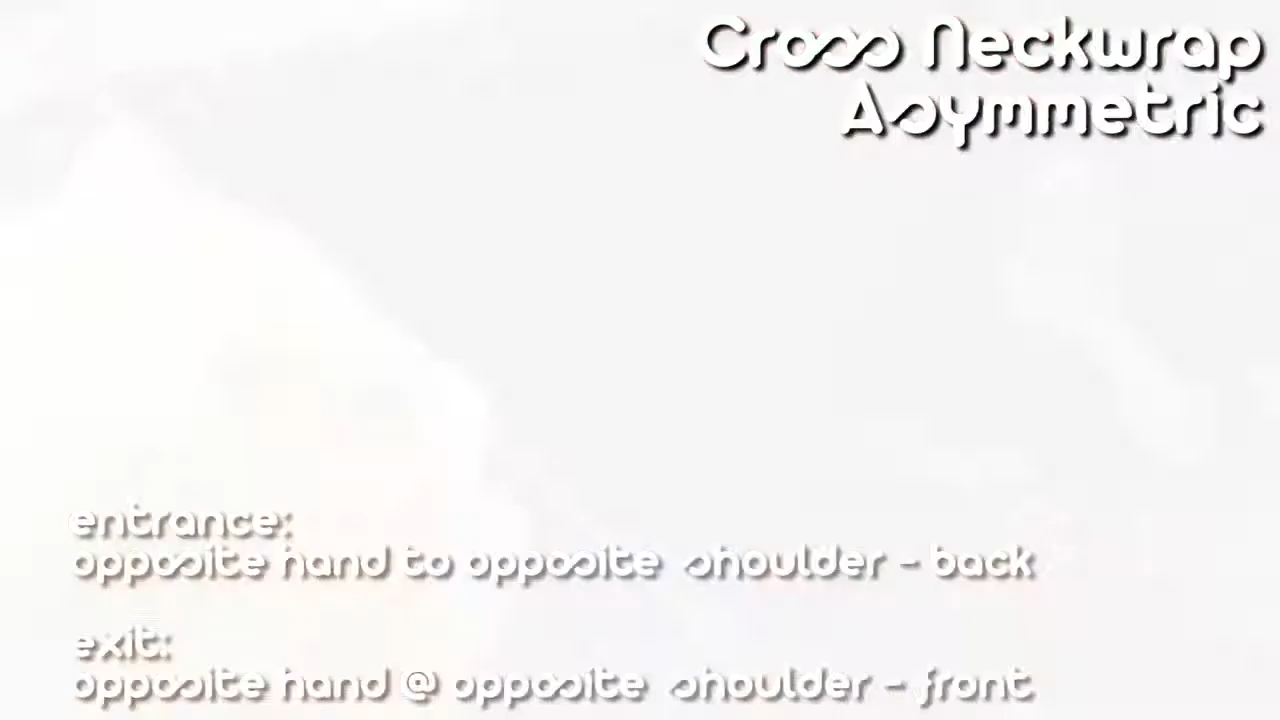 Cross Neckwrap
Asymmetric
entrance:
opposite hand to opposite shoulder - back
exit:
opposite hand @ opposite shoulder - front